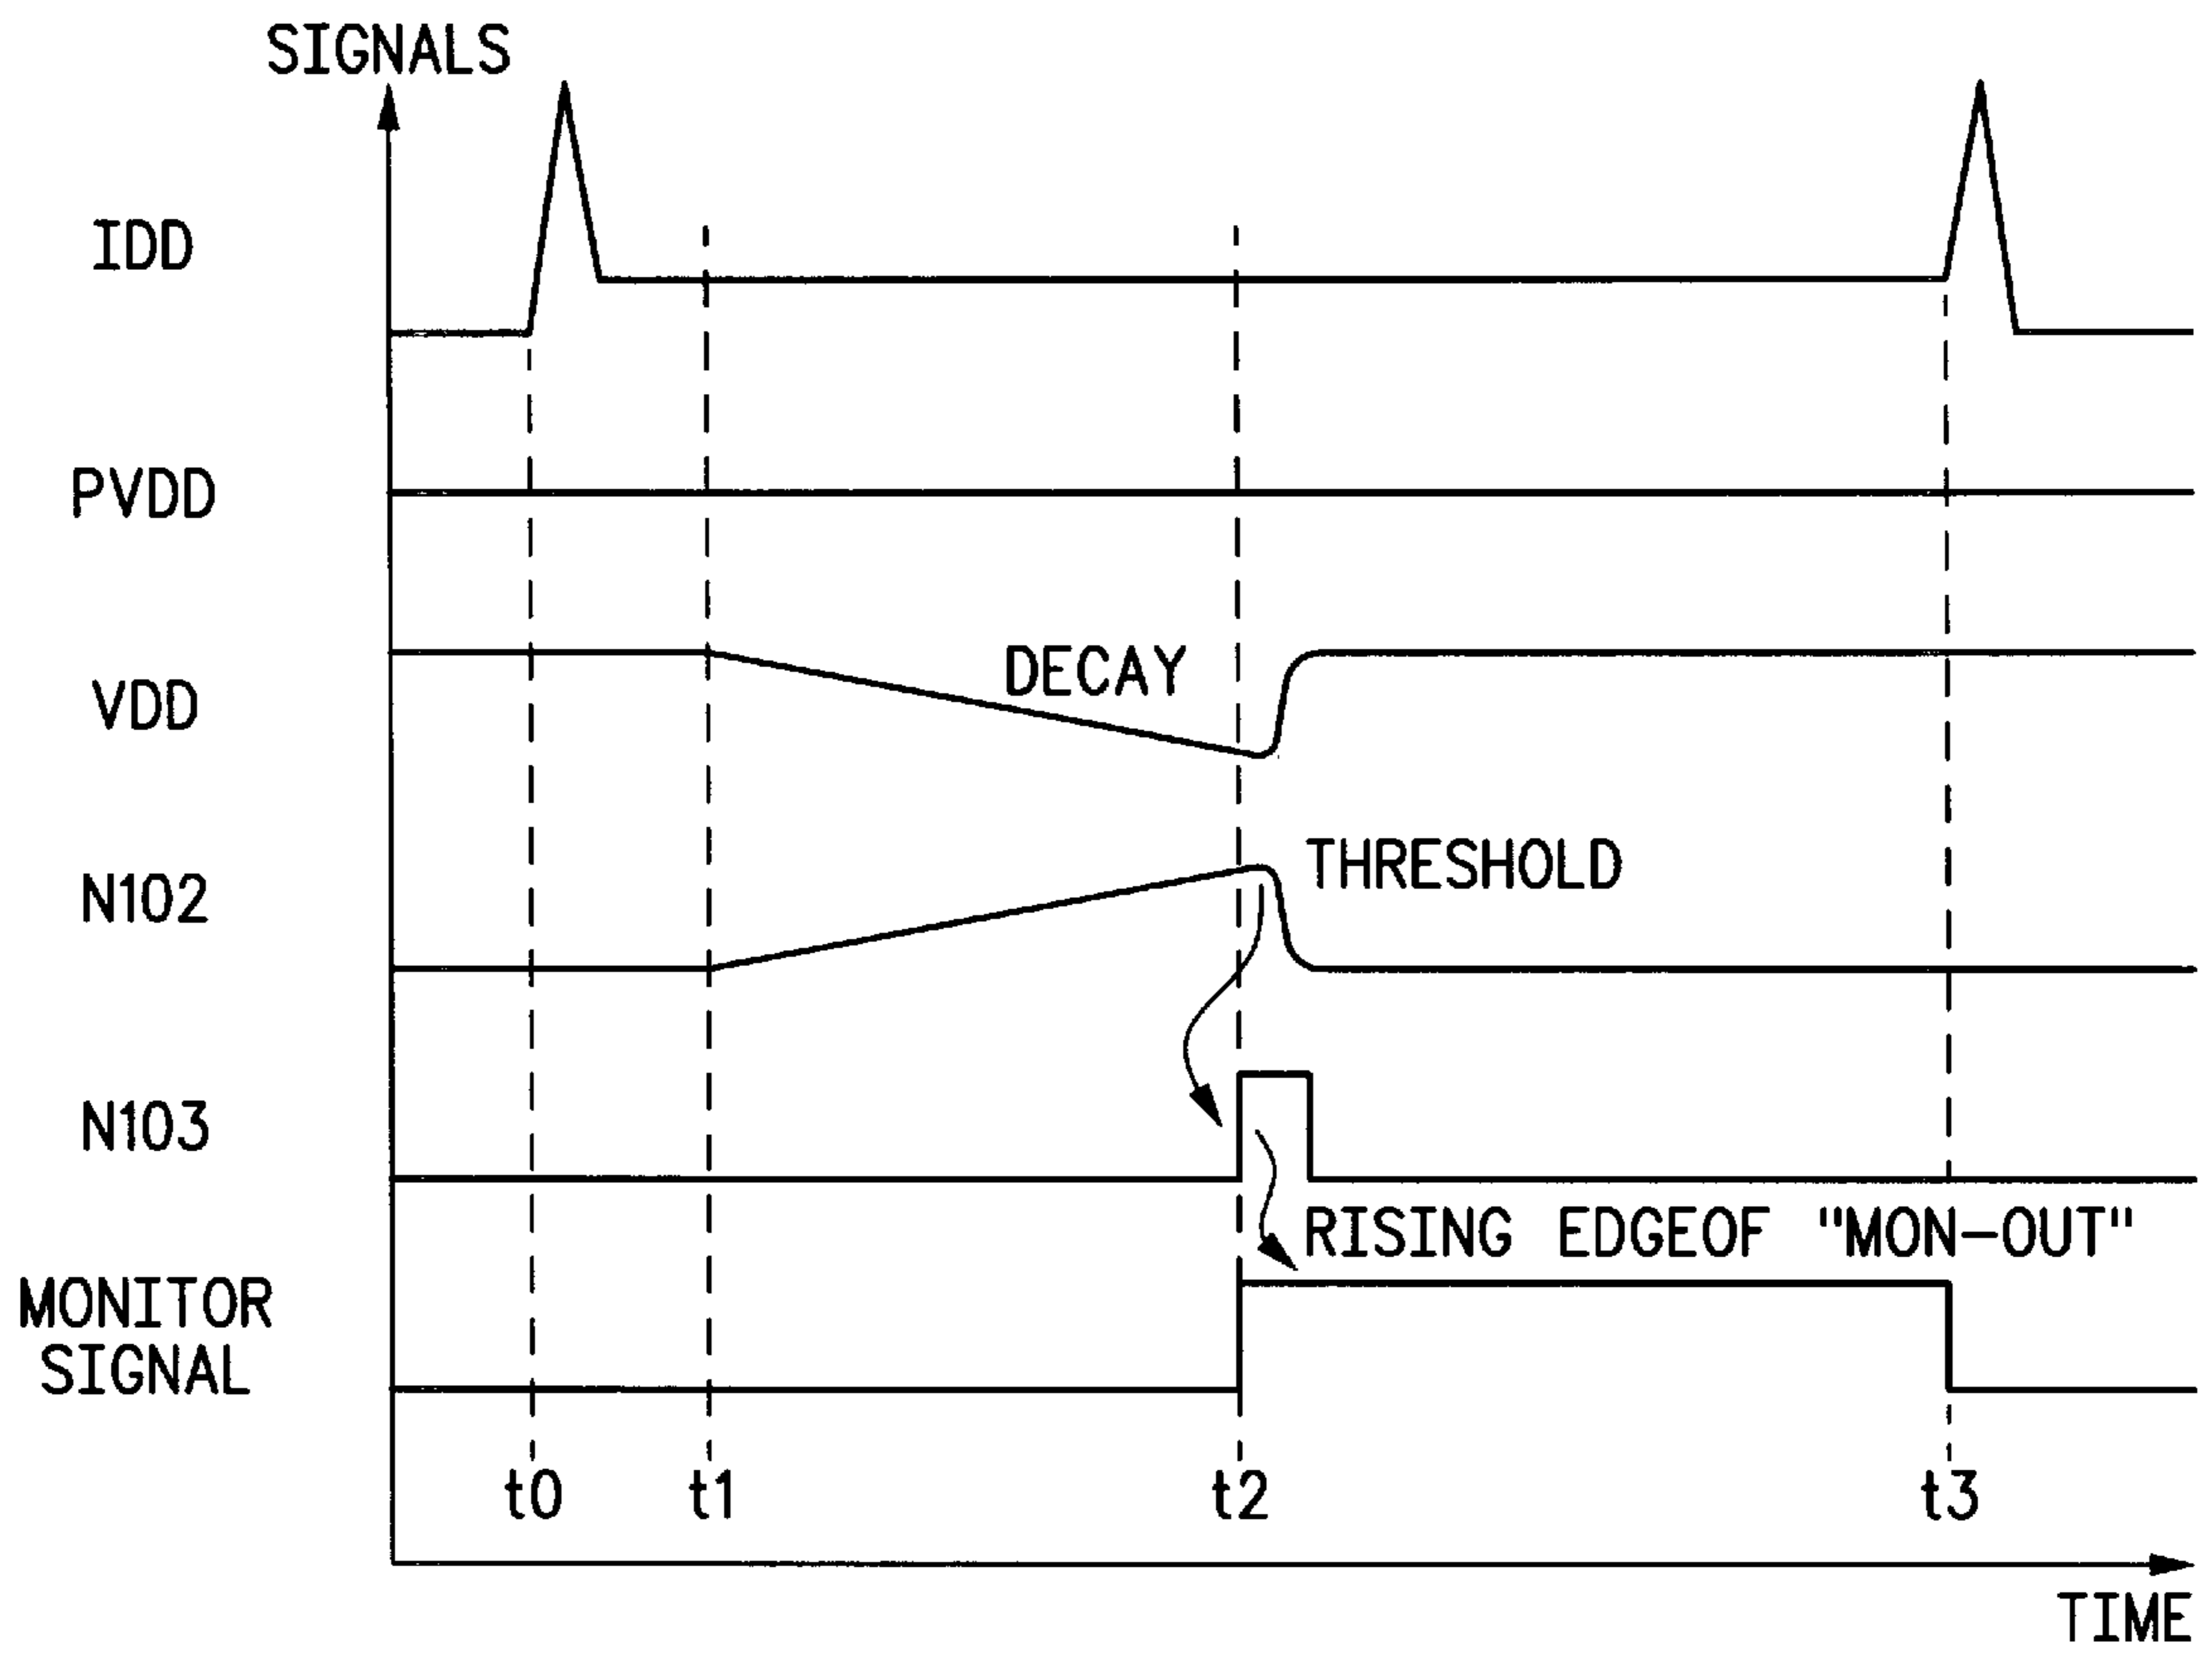 SIGNALS
IDD
PVDD
VDD
DECAY
N102
THRESHOLD
N103
RISING EDGEOF "MON-OUT"
MONITOR
SIGNAL
t0 t1 t2 t3
TIME